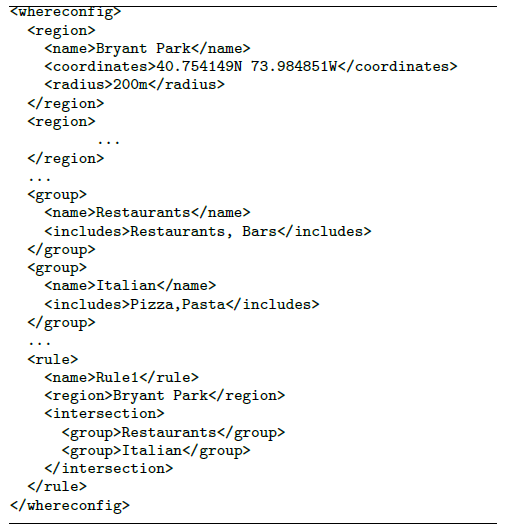 <whereconfig>
<region>
<name>Bryant Park</name>
<coordinates>40.754149N 73.984851W</coordinates>
<radius>200m</radius>
</region>
<region>
...
</region>
...
<group>
<name>Restaurants</name>
<includes>Restaurants, Bars</includes>
</group>
<group>
<name>Italian</name>
<includes>Pizza,Pasta</includes>
</group>
...
<rule>
<name>Rule1</rule>
<region>Bryant Park</region>
<intersection>
<group>Restaurants</group>
<group>Italian</group>
</intersection>
</rule>
</whereconfig>